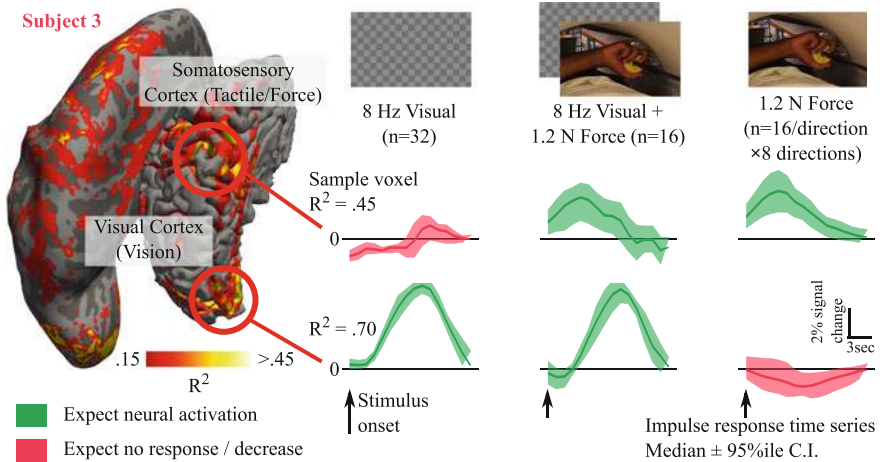 Subject 3
Somatosensory
Cortex (Tactile/Force)
Visual Cortex
(Vision)
.15
>.45
R²
Expect neural activation
Expect no response / decrease
8 Hz Visual
(n=32)
8 Hz Visual +
1.2 N Force (n=16)
1.2 N Force
(n=16/direction
×8 directions)
Sample voxel
R² = .45
0
R² = .70
0
Stimulus
onset
2% signal
change
3sec
Impulse response time series
Median ± 95%ile C.I.